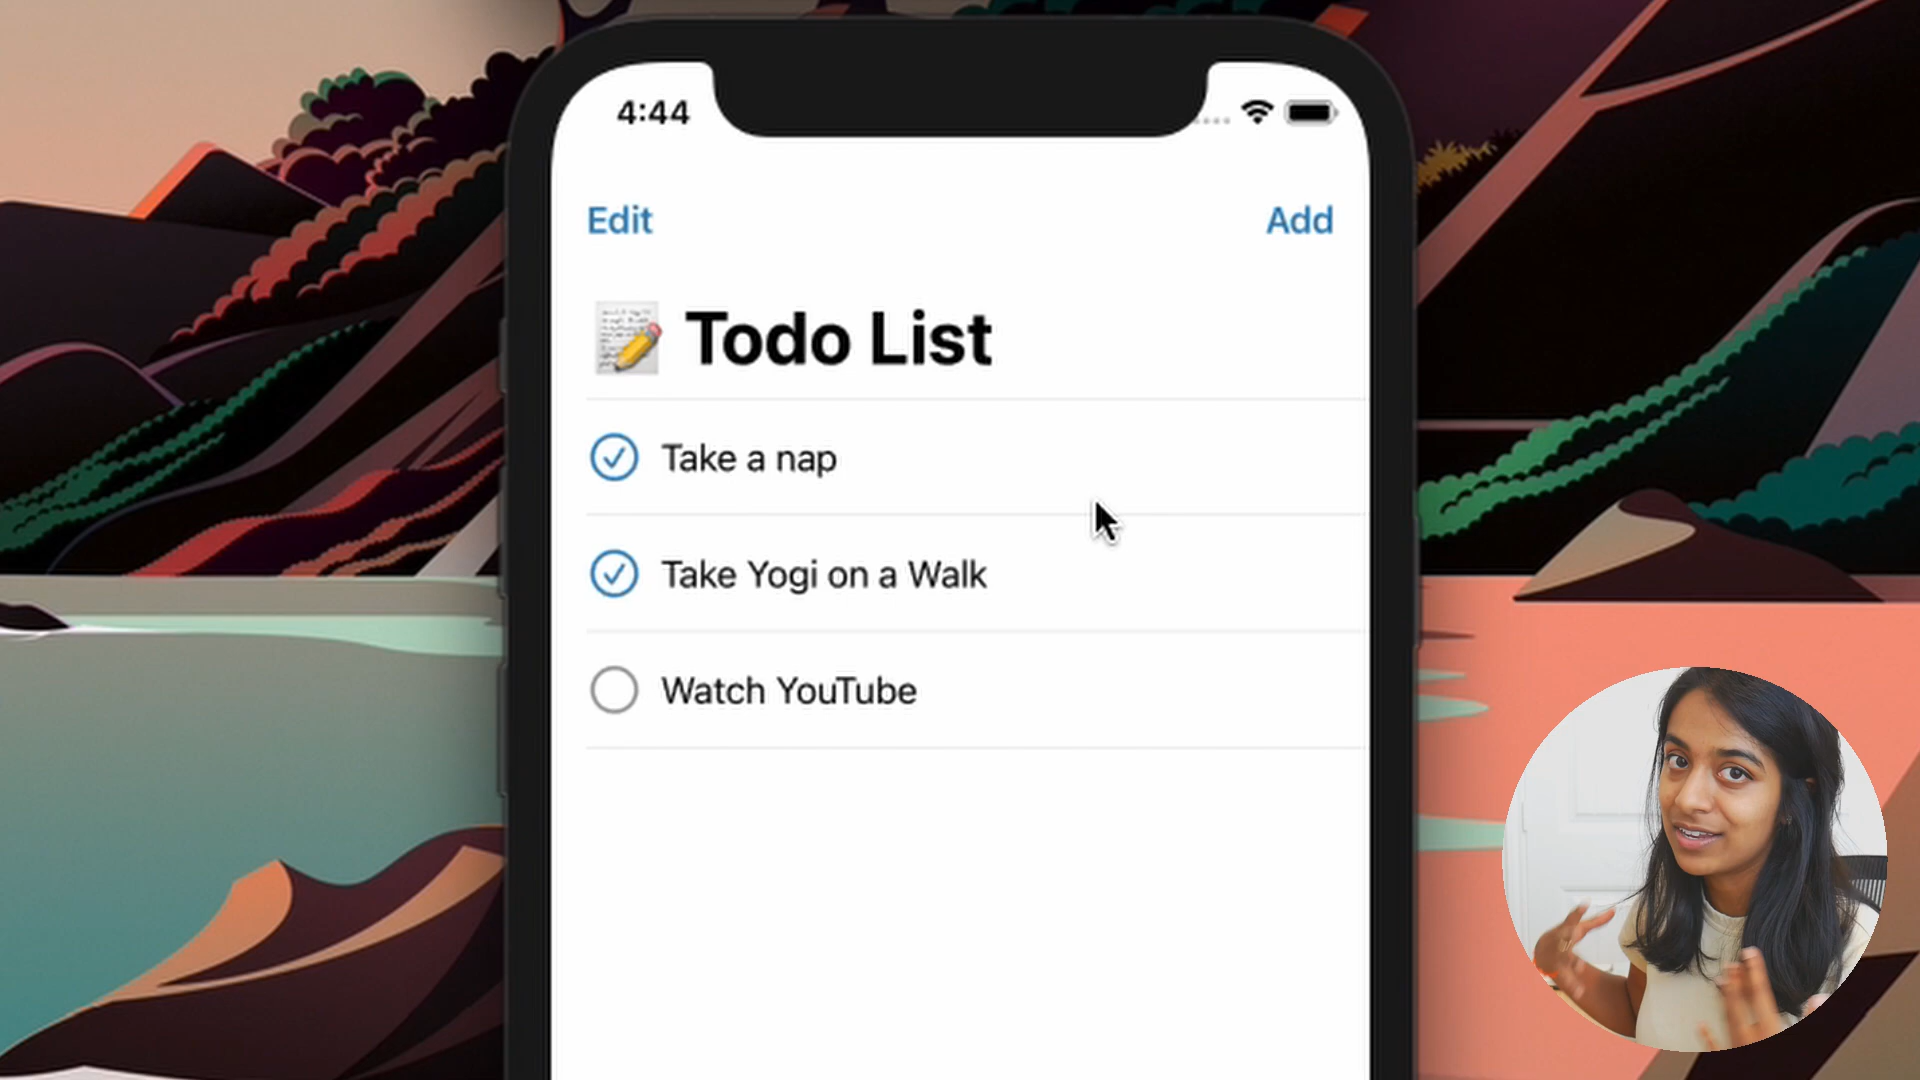 4:44
Edit
Add
Todo List
Take a nap
Take Yogi on a Walk
Watch YouTube